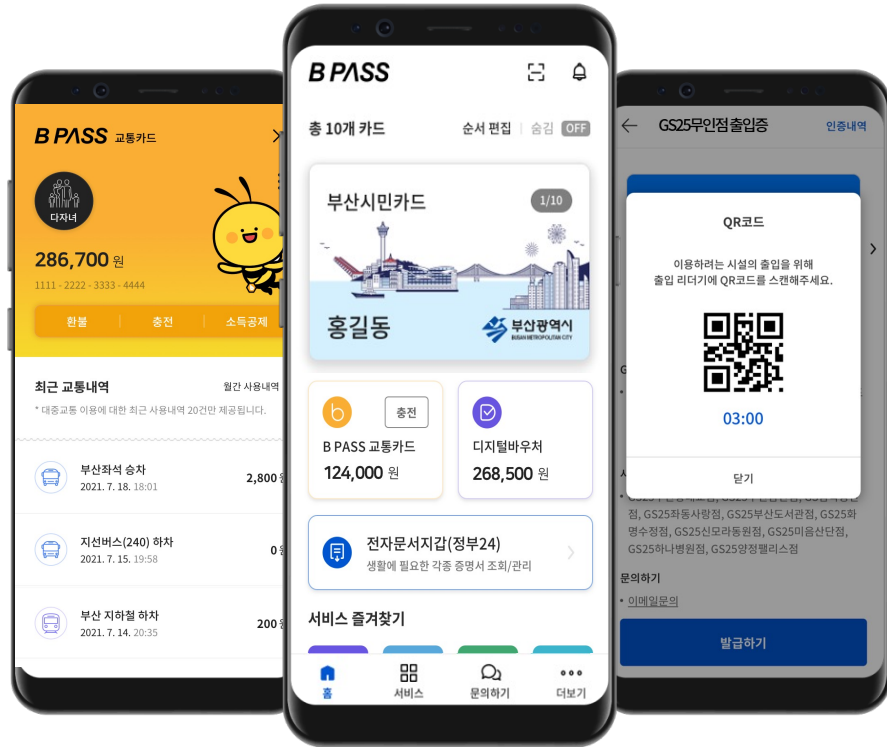 B PASS 교통카드
다자녀
286,700 원
1111 - 2222 - 3333 - 4444
환불
충전
소득공제
최근 교통내역
월간 사용내역
* 대중교통 이용에 대한 최근 사용내역 20건만 제공됩니다.
부산좌석 승차
2021. 7. 18. 18:01
2,800
지선버스(240) 하차
2021. 7. 15. 19:58
0
부산 지하철 하차
2021. 7. 14. 20:35
200
B PASS
총 10개 카드
순서 편집
숨김 OFF
부산시민카드
1/10
홍길동
부산광역시
BUSAN METROPOLITAN CITY
충전
B PASS 교통카드
124,000 원
디지털바우처
268,500 원
전자문서지갑(정부24)
생활에 필요한 각종 증명서 조회/관리
서비스 즐겨찾기
홈
서비스
문의하기
더보기
GS25무인점출입증
인증내역
QR코드
이용하려는 시설의 출입을 위해
출입 리더기에 QR코드를 스캔해주세요.
03:00
닫기
점, GS25좌동사랑점, GS25부산도서관점, GS25화
명수정점, GS25신모라동원점, GS25미음산단점,
GS25하나병원점, GS25양정팰리스점
문의하기
• 이메일문의
발급하기